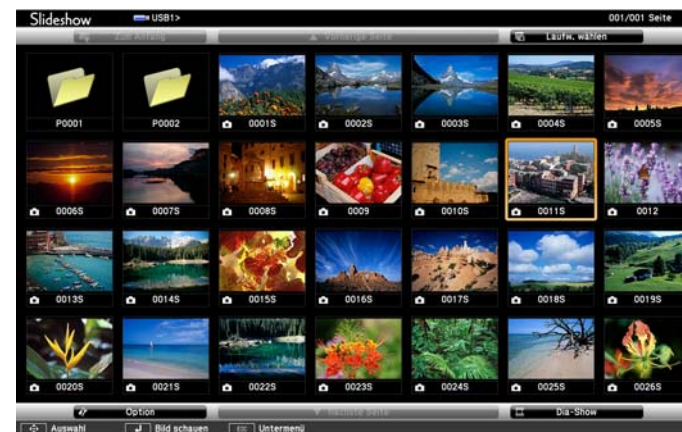 Slideshow USB1> 001/001 Seite
Zum Anfang Vorherige Seite Laufw. wählen
P0001 P0002 0001S 0002S 0003S 0004S 0005S
0006S 0007S 0008S 0009 0010S 0011S 0012
0013S 0014S 0015S 0016S 0017S 0018S 0019S
0020S 0021S 0022S 0023S 0024S 0025S 0026S
Option Nächste Seite Dia-Show
Auswahl Bild schauen Esc Untermenü